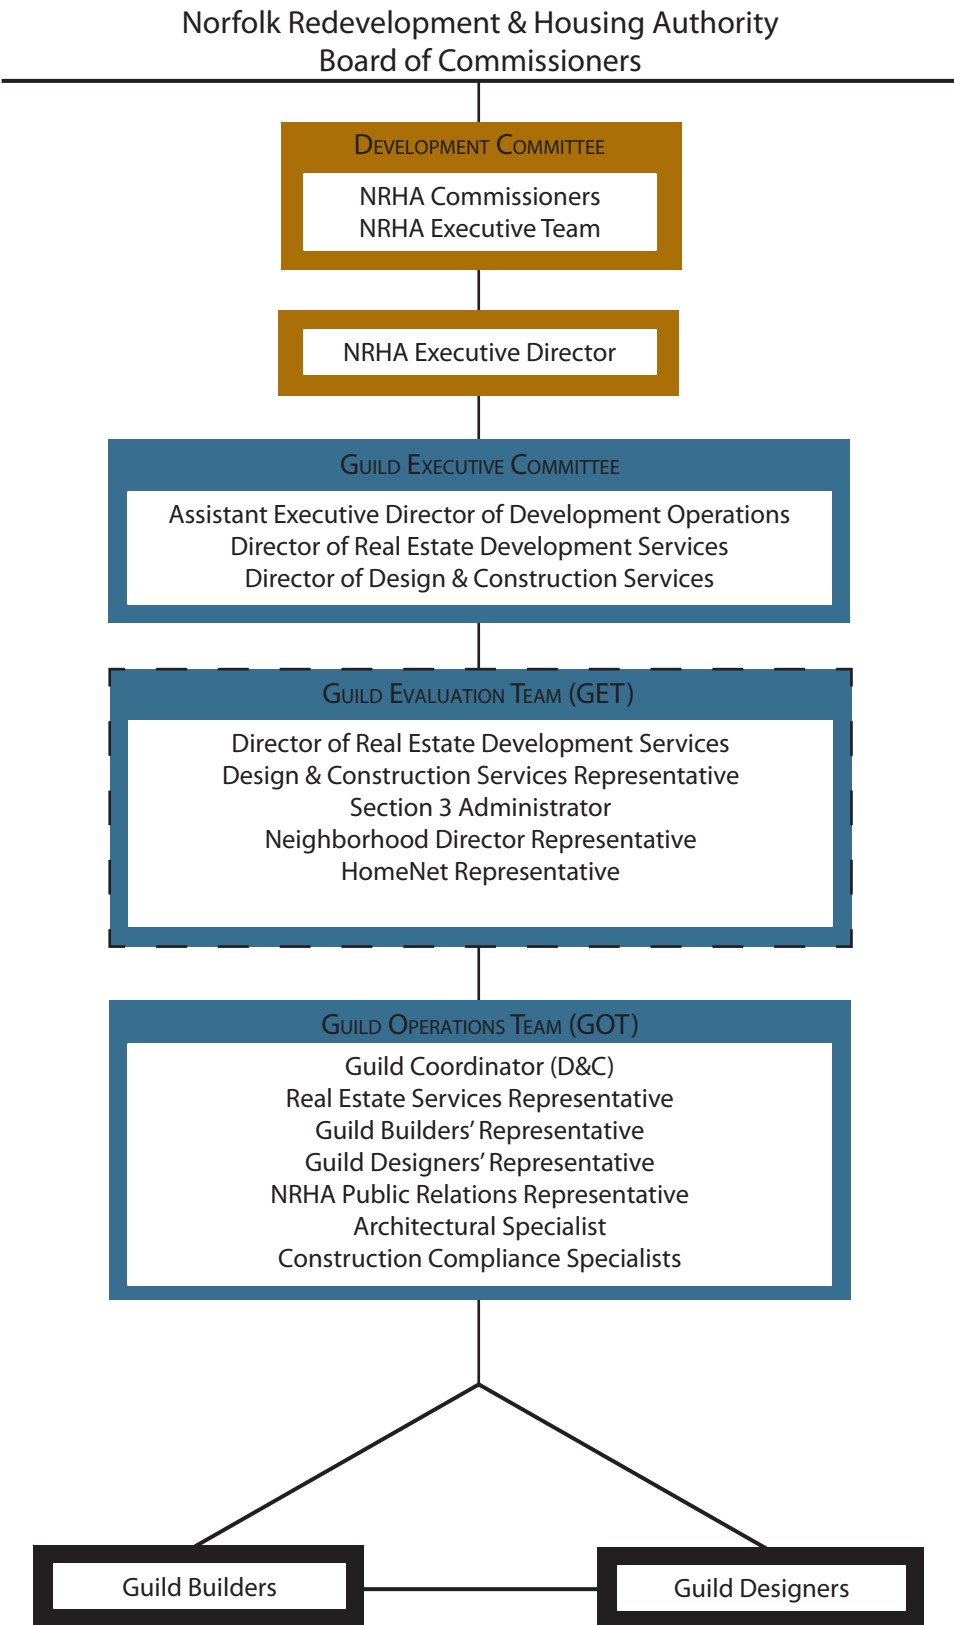 Norfolk Redevelopment & Housing Authority
Board of Commissioners
Development Committee
NRHA Commissioners
NRHA Executive Team
NRHA Executive Director
Guild Executive Committee
Assistant Executive Director of Development Operations
Director of Real Estate Development Services
Director of Design & Construction Services
Guild Evaluation Team (GET)
Director of Real Estate Development Services
Design & Construction Services Representative
Section 3 Administrator
Neighborhood Director Representative
HomeNet Representative
Guild Operations Team (GOT)
Guild Coordinator (D&C)
Real Estate Services Representative
Guild Builders’ Representative
Guild Designers’ Representative
NRHA Public Relations Representative
Architectural Specialist
Construction Compliance Specialists
Guild Builders
Guild Designers